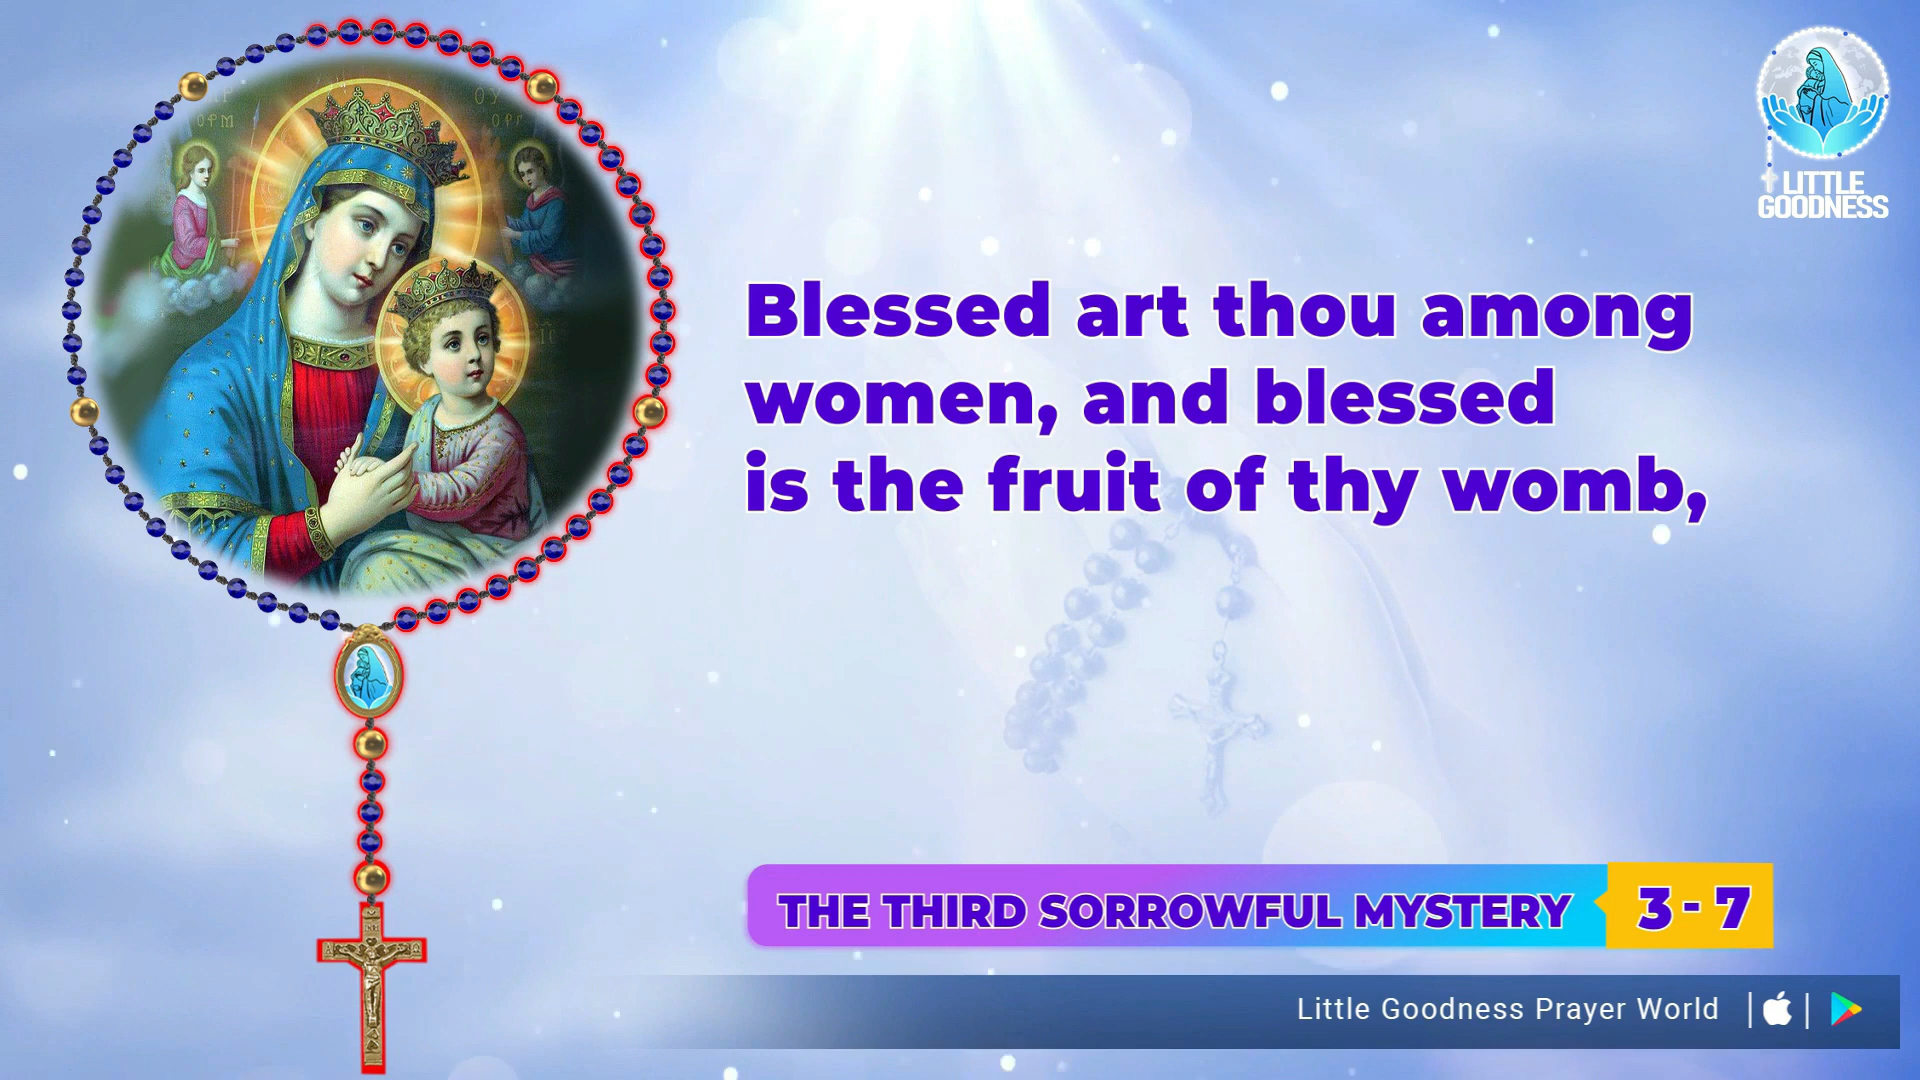 Blessed art thou among
women, and blessed
is the fruit of thy womb,
LITTLE
GOODNESS
THE THIRD SORROWFUL MYSTERY
3 - 7
Little Goodness Prayer World